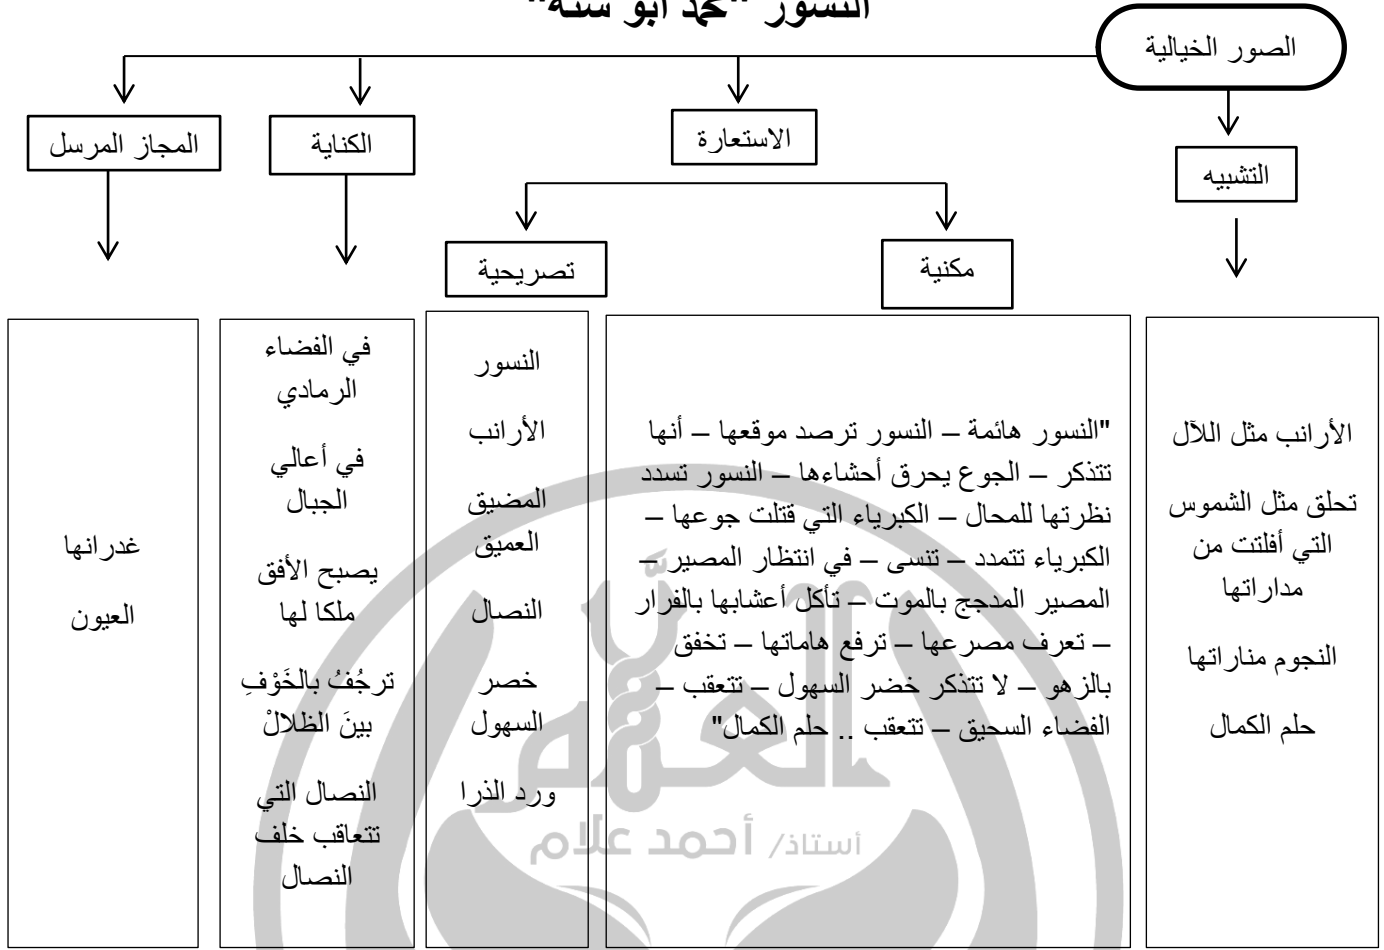 النسور "محمد أبو سنة"
الصور الخيالية
التشبيه
الاستعارة
الكناية
المجاز المرسل
مكنية
تصريحية
الأرانب مثل اللآل
تحلق مثل الشموس
التي أفلتت من
مداراتها
النجوم مناراتها
حلم الكمال
"النسور هائمة – النسور ترصد موقعها – أنها
تتذكر – الجوع يحرق أحشاءها – النسور تسدد
نظرتها للمحال – الكبرياء التي قتلت جوعها –
الكبرياء تتمدد – تنسى – في انتظار المصير –
المصير المدجج بالموت – تأكل أعشابها بالفرار
– تعرف مصرعها – ترفع هاماتها – تخفق
بالزهو – لا تتذكر خضر السهول – تتعقب –
الفضاء السحيق – تتعقب .. حلم الكمال"
النسور
الأرانب
المضيق
العميق
النصال
خصر
السهول
ورد الذرا
في الفضاء
الرمادي
في أعالي
الجبال
يصبح الأفق
ملكا لها
ترجُفُ بالخَوْفِ
بينَ الظلالْ
النصال التي
تتعاقب خلف
النصال
غدرانها
العيون
العلام
أستاذ/ أحمد علام